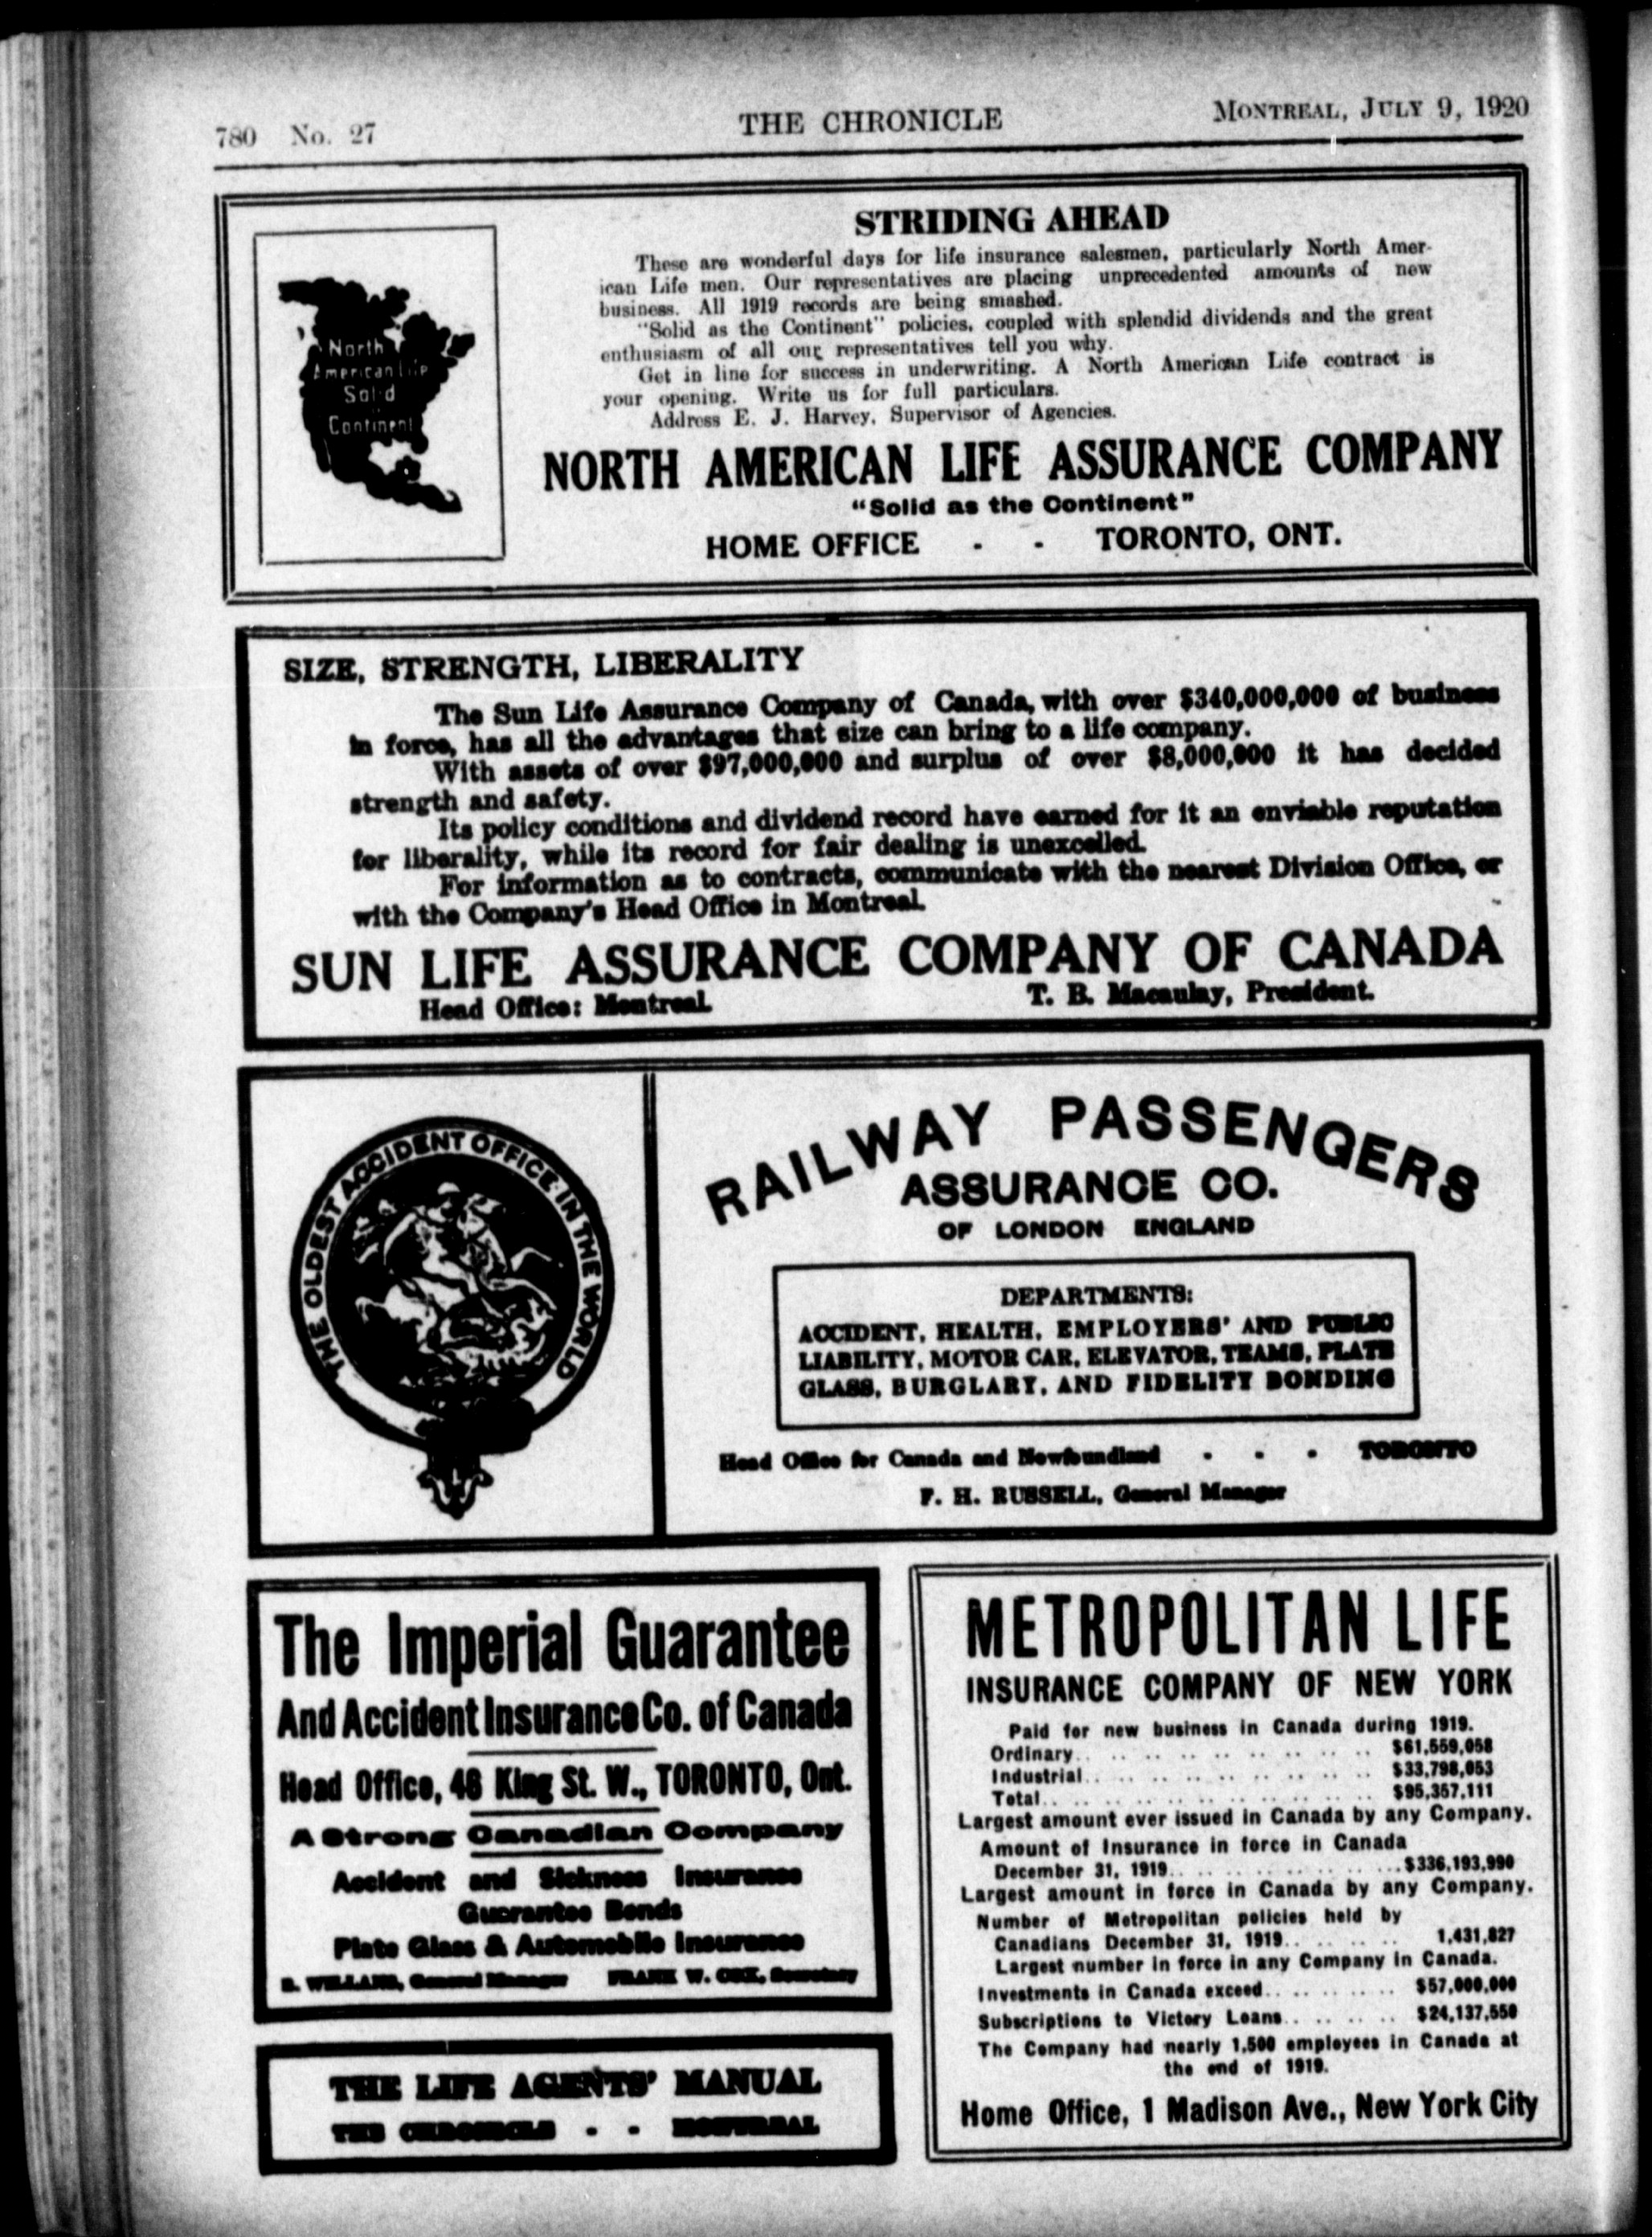 780 No. 27
THE CHRONICLE
MONTREAL, JULY 9, 1920
North
American Life
Solid
Continent
STRIDING AHEAD
These are wonderful days for life insurance salesmen, particularly North Amer-
ican Life men. Our representatives are placing unprecedented amounts of new
business. All 1919 records are being smashed.
"Solid as the Continent" policies, coupled with splendid dividends and the great
enthusiasm of all our representatives tell you why.
Get in line for success in underwriting. A North American Life contract is
your opening. Write us for full particulars.
Address E. J. Harvey, Supervisor of Agencies.
NORTH AMERICAN LIFE ASSURANCE COMPANY
"Solid as the Continent"
HOME OFFICE - - TORONTO, ONT.
SIZE, STRENGTH, LIBERALITY
The Sun Life Assurance Company of Canada, with over $340,000,000 of business
in force, has all the advantages that size can bring to a life company.
With assets of over $97,000,000 and surplus of over $8,000,000 it has decided
strength and safety.
Its policy conditions and dividend record have earned for it an enviable reputation
for liberality, while its record for fair dealing is unexcelled.
For information as to contracts, communicate with the nearest Division Office, or
with the Company's Head Office in Montreal.
SUN LIFE ASSURANCE COMPANY OF CANADA
Head Office: Montreal. T. B. Macaulay, President.
THE OLDEST ACCIDENT OFFICE IN THE WORLD
RAILWAY PASSENGERS
ASSURANCE CO.
OF LONDON ENGLAND
DEPARTMENTS:
ACCIDENT, HEALTH, EMPLOYERS' AND PUBLIC
LIABILITY, MOTOR CAR, ELEVATOR, TEAMS, PLATE
GLASS, BURGLARY, AND FIDELITY BONDING
Head Office for Canada and Newfoundland - - - TORONTO
F. H. RUSSELL, General Manager
The Imperial Guarantee
And Accident Insurance Co. of Canada
Head Office, 46 King St. W., TORONTO, Ont.
A Strong Canadian Company
Accident and Sickness Insurance
Guarantee Bonds
Plate Glass & Automobile Insurance
E. WILLANS, General Manager FRANK W. COX, Secretary
THE LIFE AGENTS' MANUAL
THE CHRONICLE - - MONTREAL
METROPOLITAN LIFE
INSURANCE COMPANY OF NEW YORK
Paid for new business in Canada during 1919.
Ordinary.. .. .. .. .. .. .. .. .. $61,559,058
Industrial.. .. .. .. .. .. .. .. .. $33,798,053
Total.. .. .. .. .. .. .. .. .. .. $95,357,111
Largest amount ever issued in Canada by any Company.
Amount of Insurance in force in Canada
December 31, 1919.. .. .. .. .. .. ...$336,193,990
Largest amount in force in Canada by any Company.
Number of Metropolitan policies held by
Canadians December 31, 1919.. .. .. .. 1,431,827
Largest number in force in any Company in Canada.
Investments in Canada exceed.. .. .. .. .. $57,000,000
Subscriptions to Victory Loans.. .. .. .. $24,137,550
The Company had nearly 1,500 employees in Canada at
the end of 1919.
Home Office, 1 Madison Ave., New York City